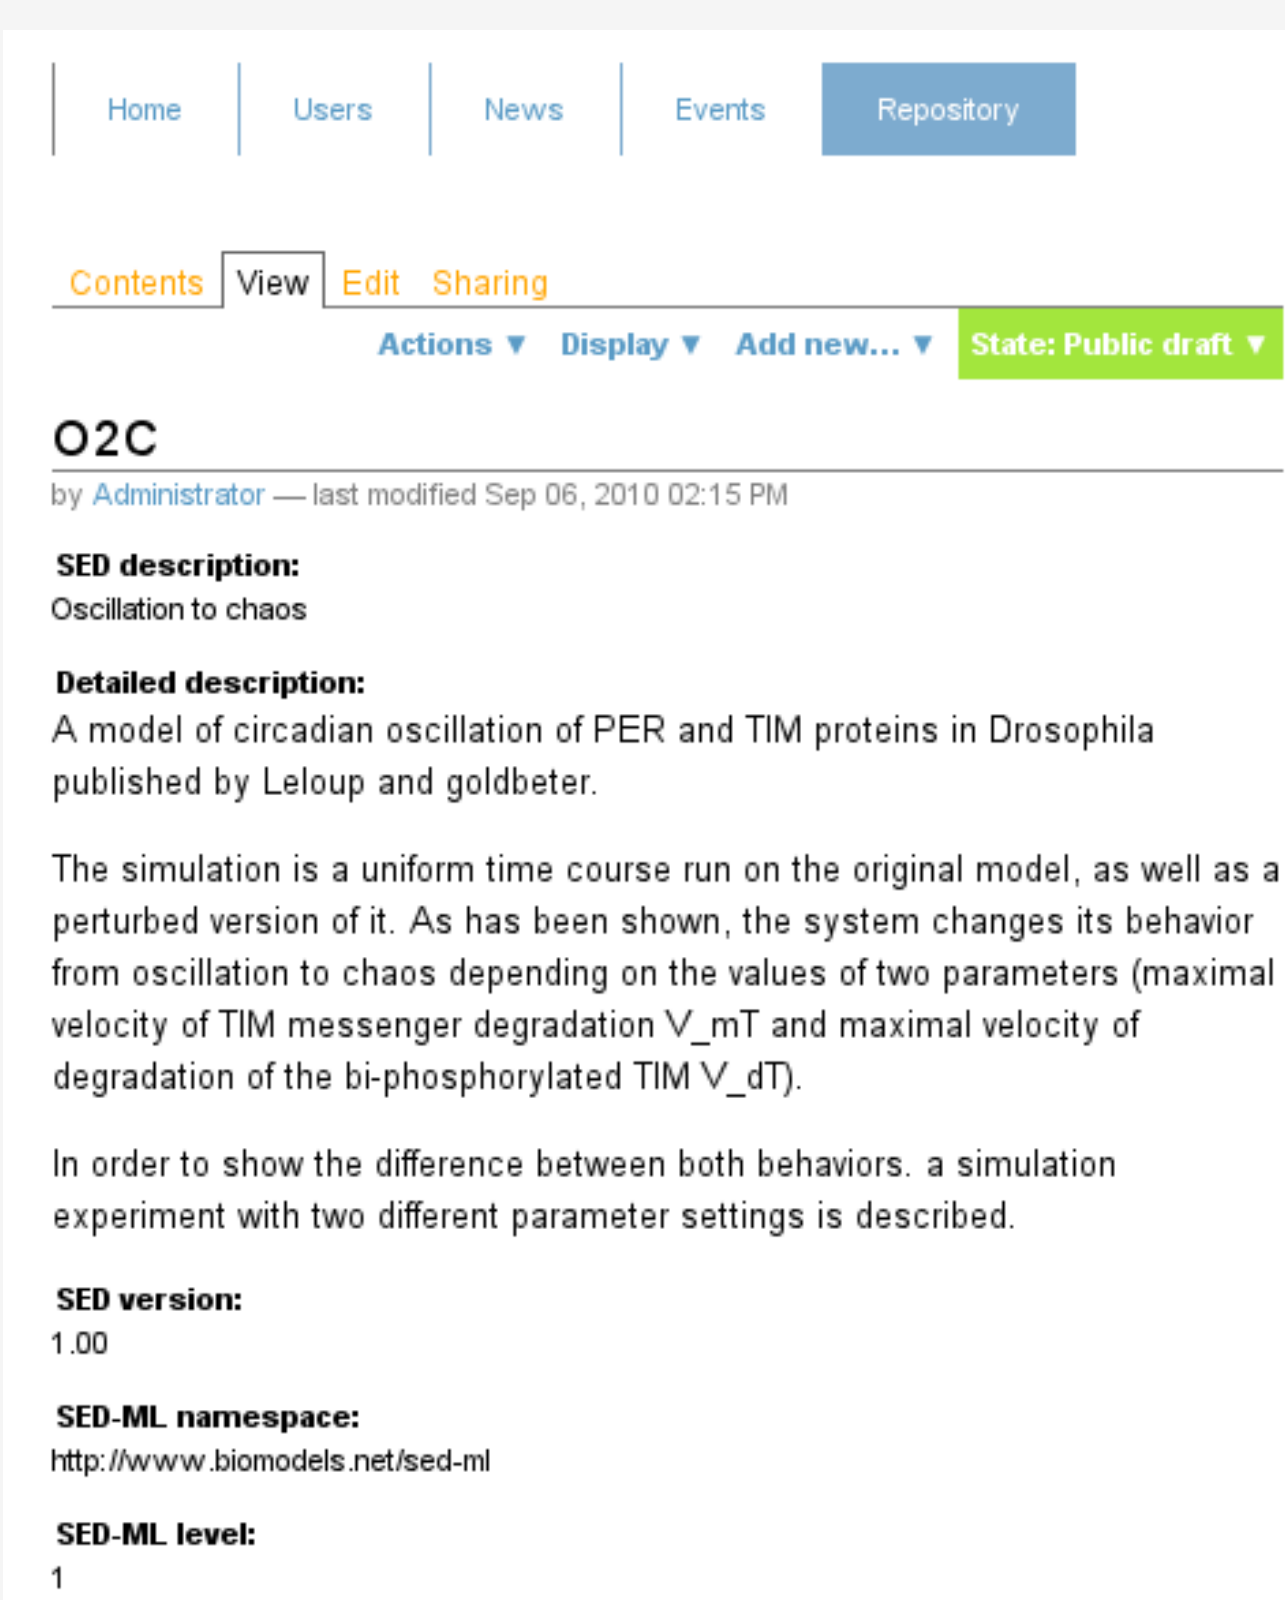 Home Users News Events Repository
Contents View Edit Sharing
Actions ▼ Display ▼ Add new... ▼ State: Public draft ▼
O2C
by Administrator — last modified Sep 06, 2010 02:15 PM
SED description:
Oscillation to chaos
Detailed description:
A model of circadian oscillation of PER and TIM proteins in Drosophila
published by Leloup and goldbeter.
The simulation is a uniform time course run on the original model, as well as a
perturbed version of it. As has been shown, the system changes its behavior
from oscillation to chaos depending on the values of two parameters (maximal
velocity of TIM messenger degradation V_mT and maximal velocity of
degradation of the bi-phosphorylated TIM V_dT).
In order to show the difference between both behaviors. a simulation
experiment with two different parameter settings is described.
SED version:
1.00
SED-ML namespace:
http://www.biomodels.net/sed-ml
SED-ML level:
1